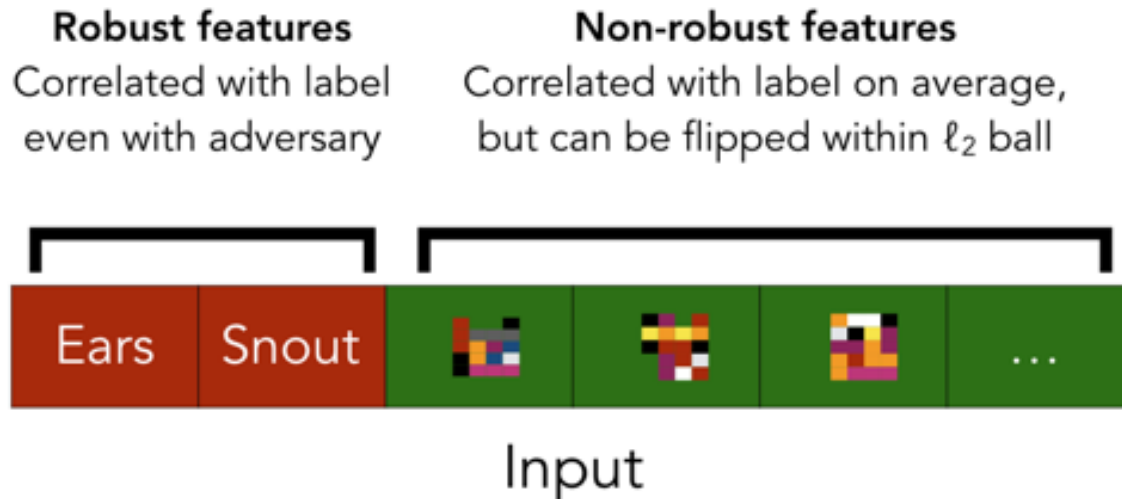 Robust features
Correlated with label
even with adversary
Non-robust features
Correlated with label on average,
but can be flipped within ℓ₂ ball
Ears
Snout
...
Input